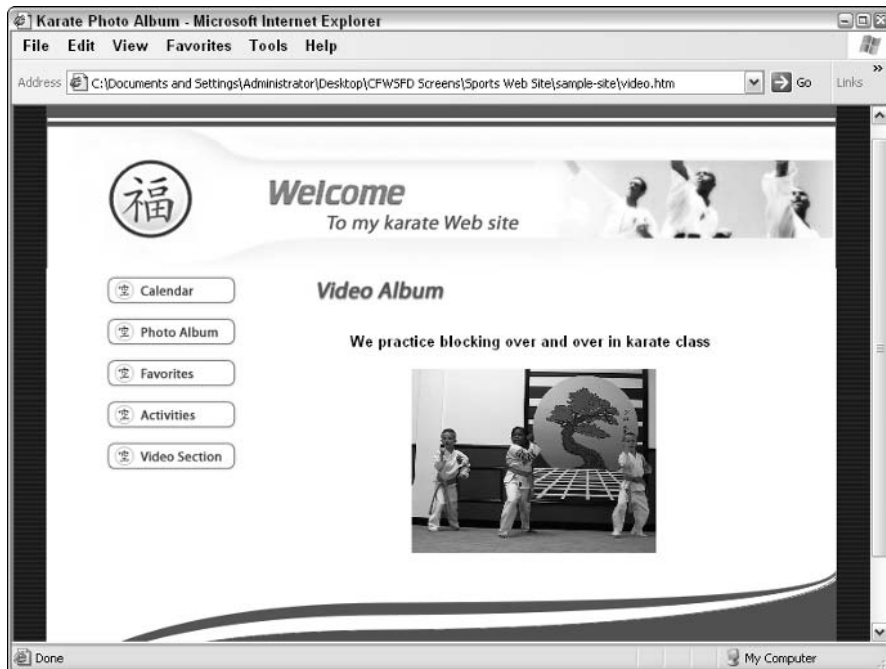 Karate Photo Album - Microsoft Internet Explorer
File Edit View Favorites Tools Help
Address C:\Documents and Settings\Administrator\Desktop\CFWSFD Screens\Sports Web Site\sample-site\video.htm Go Links »
福
Welcome
To my karate Web site
Calendar
Photo Album
Favorites
Activities
Video Section
Video Album
We practice blocking over and over in karate class
Done My Computer